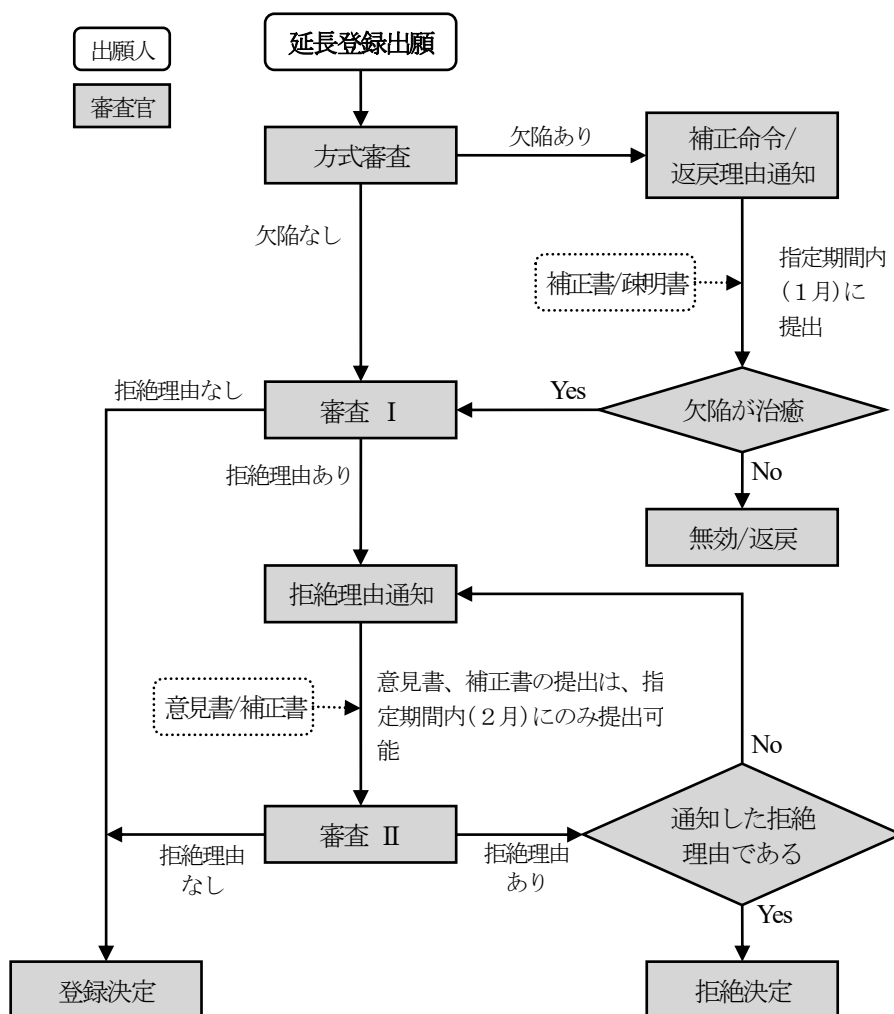 出願人
延長登録出願
審査官
方式審査
欠陥あり
補正命令/
返戻理由通知
欠陥なし
補正書/疎明書
指定期間内
(１月)に
提出
拒絶理由なし
審査 Ⅰ
Yes
欠陥が治癒
拒絶理由あり
No
無効/返戻
拒絶理由通知
意見書/補正書
意見書、補正書の提出は、指
定期間内(２月)にのみ提出可
能
No
審査 Ⅱ
通知した拒絶
理由である
拒絶理由
なし
拒絶理由
あり
Yes
登録決定
拒絶決定